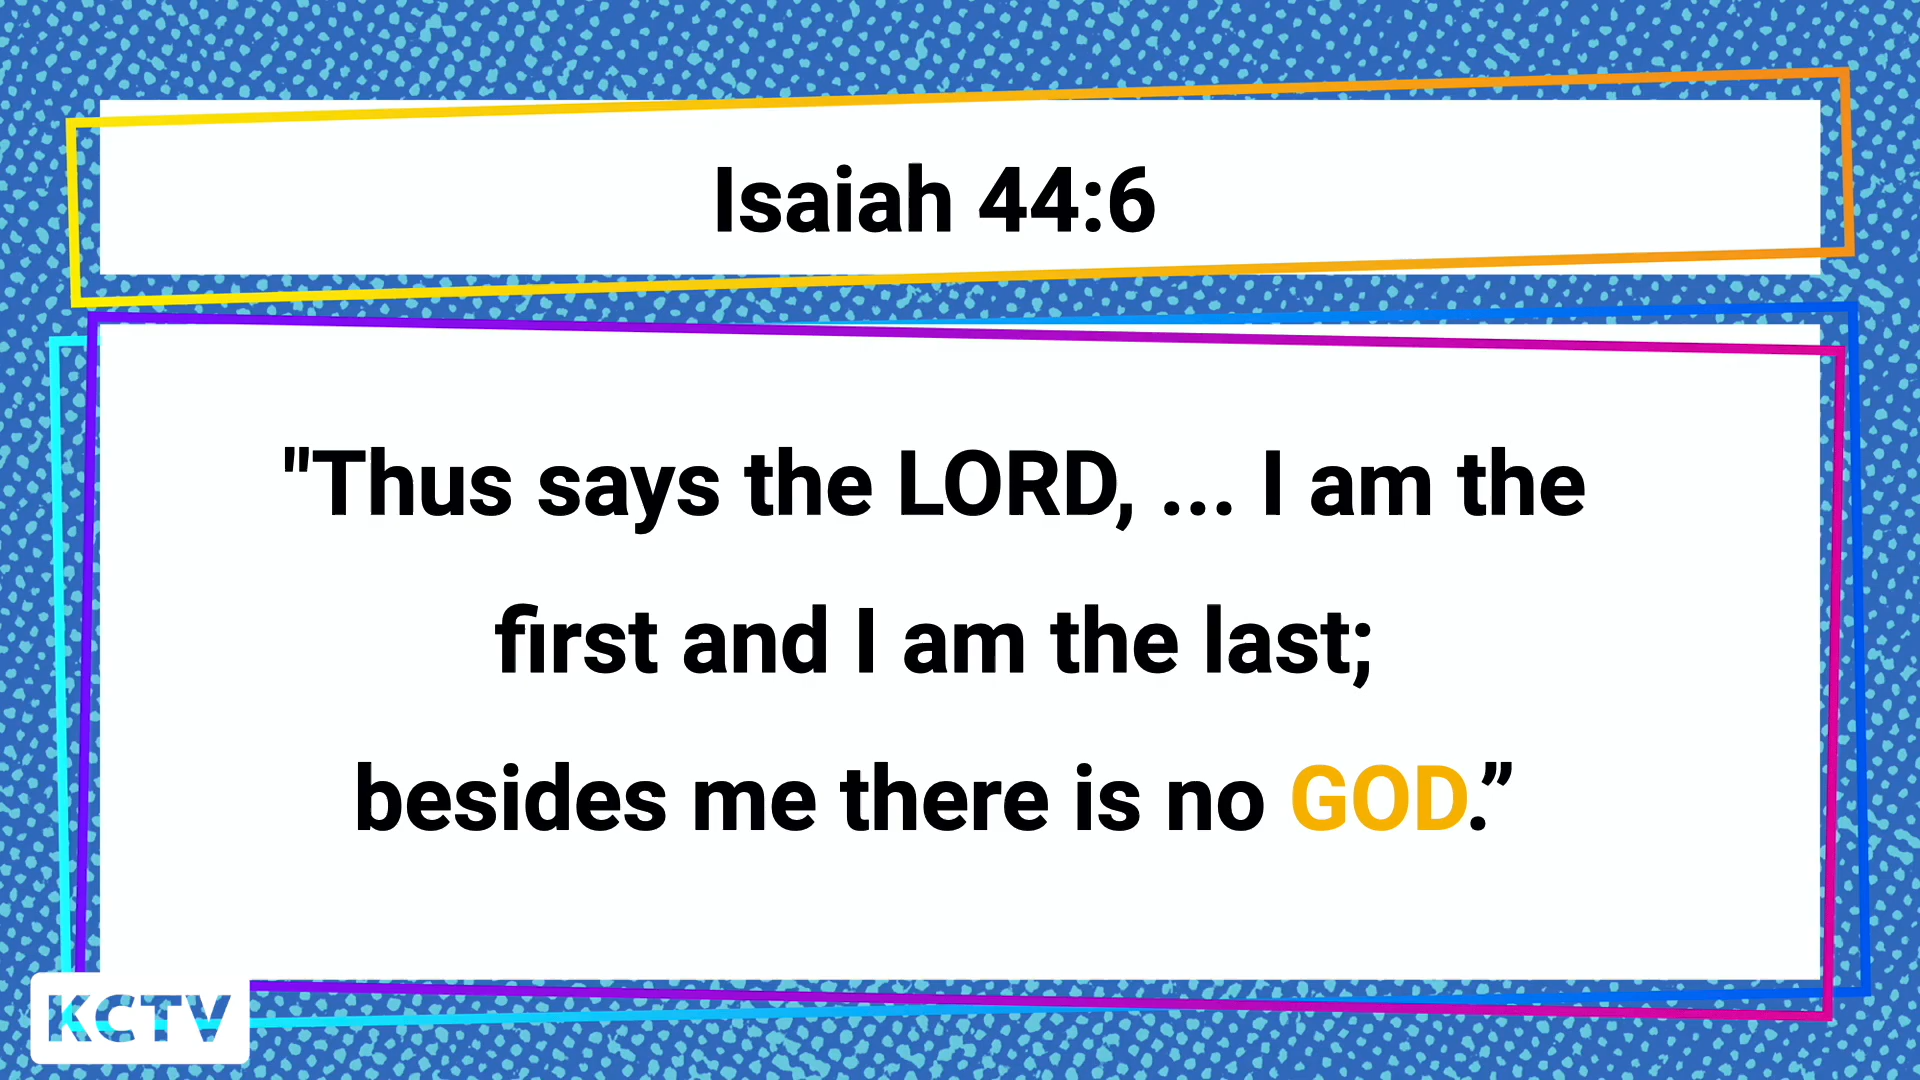 Isaiah 44:6
"Thus says the LORD, ... I am the
first and I am the last;
besides me there is no GOD.”
KCTV